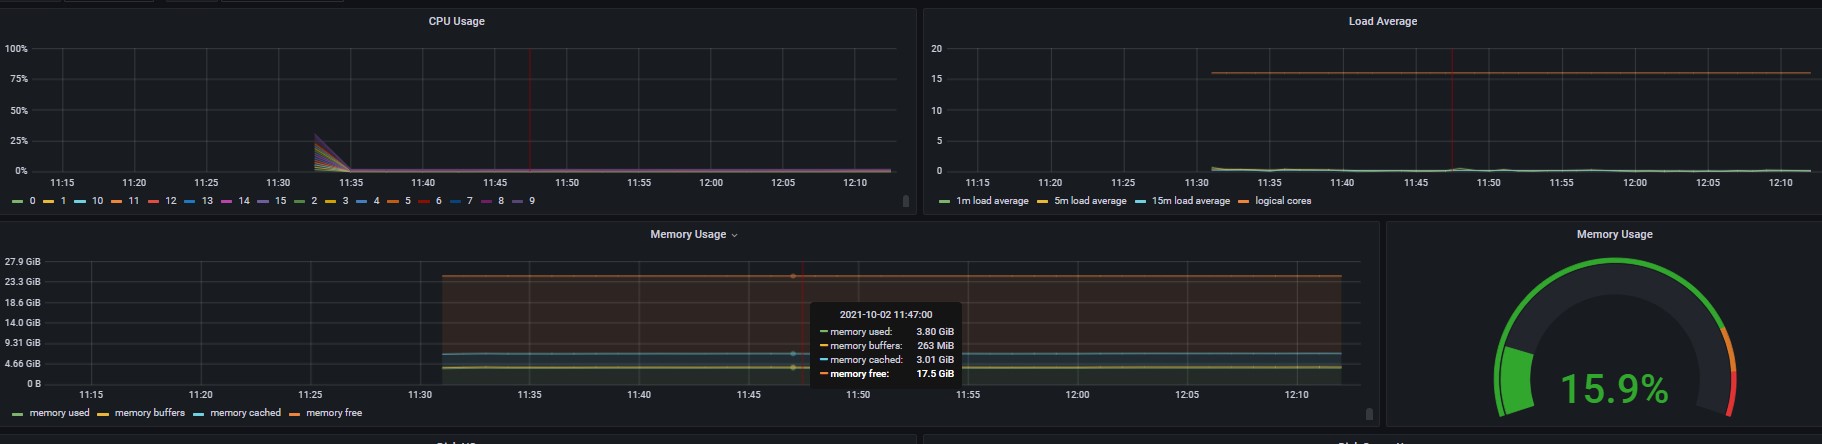 CPU Usage
100%
75%
50%
25%
0%
11:15 11:20 11:25 11:30 11:35 11:40 11:45 11:50 11:55 12:00 12:05 12:10
0 1 10 11 12 13 14 15 2 3 4 5 6 7 8 9
Load Average
20
15
10
5
0
11:15 11:20 11:25 11:30 11:35 11:40 11:45 11:50 11:55 12:00 12:05 12:10
1m load average 5m load average 15m load average logical cores
Memory Usage
27.9 GiB
23.3 GiB
18.6 GiB
14.0 GiB
9.31 GiB
4.66 GiB
0 B
11:15 11:20 11:25 11:30 11:35 11:40 11:45 11:50 11:55 12:00 12:05 12:10
2021-10-02 11:47:00
memory used: 3.80 GiB
memory buffers: 263 MiB
memory cached: 3.01 GiB
memory free: 17.5 GiB
memory used memory buffers memory cached memory free
Memory Usage
15.9%